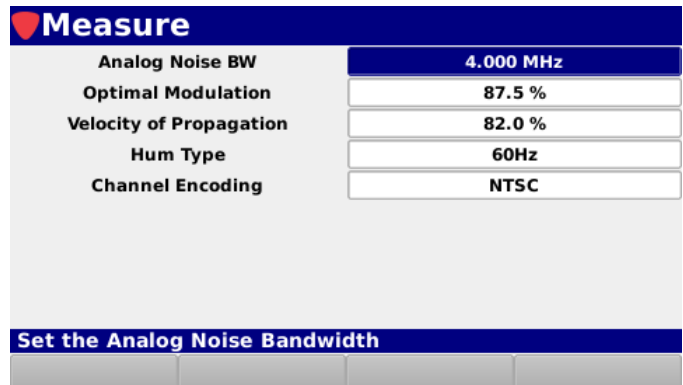 Measure
Analog Noise BW 4.000 MHz
Optimal Modulation 87.5 %
Velocity of Propagation 82.0 %
Hum Type 60Hz
Channel Encoding NTSC
Set the Analog Noise Bandwidth